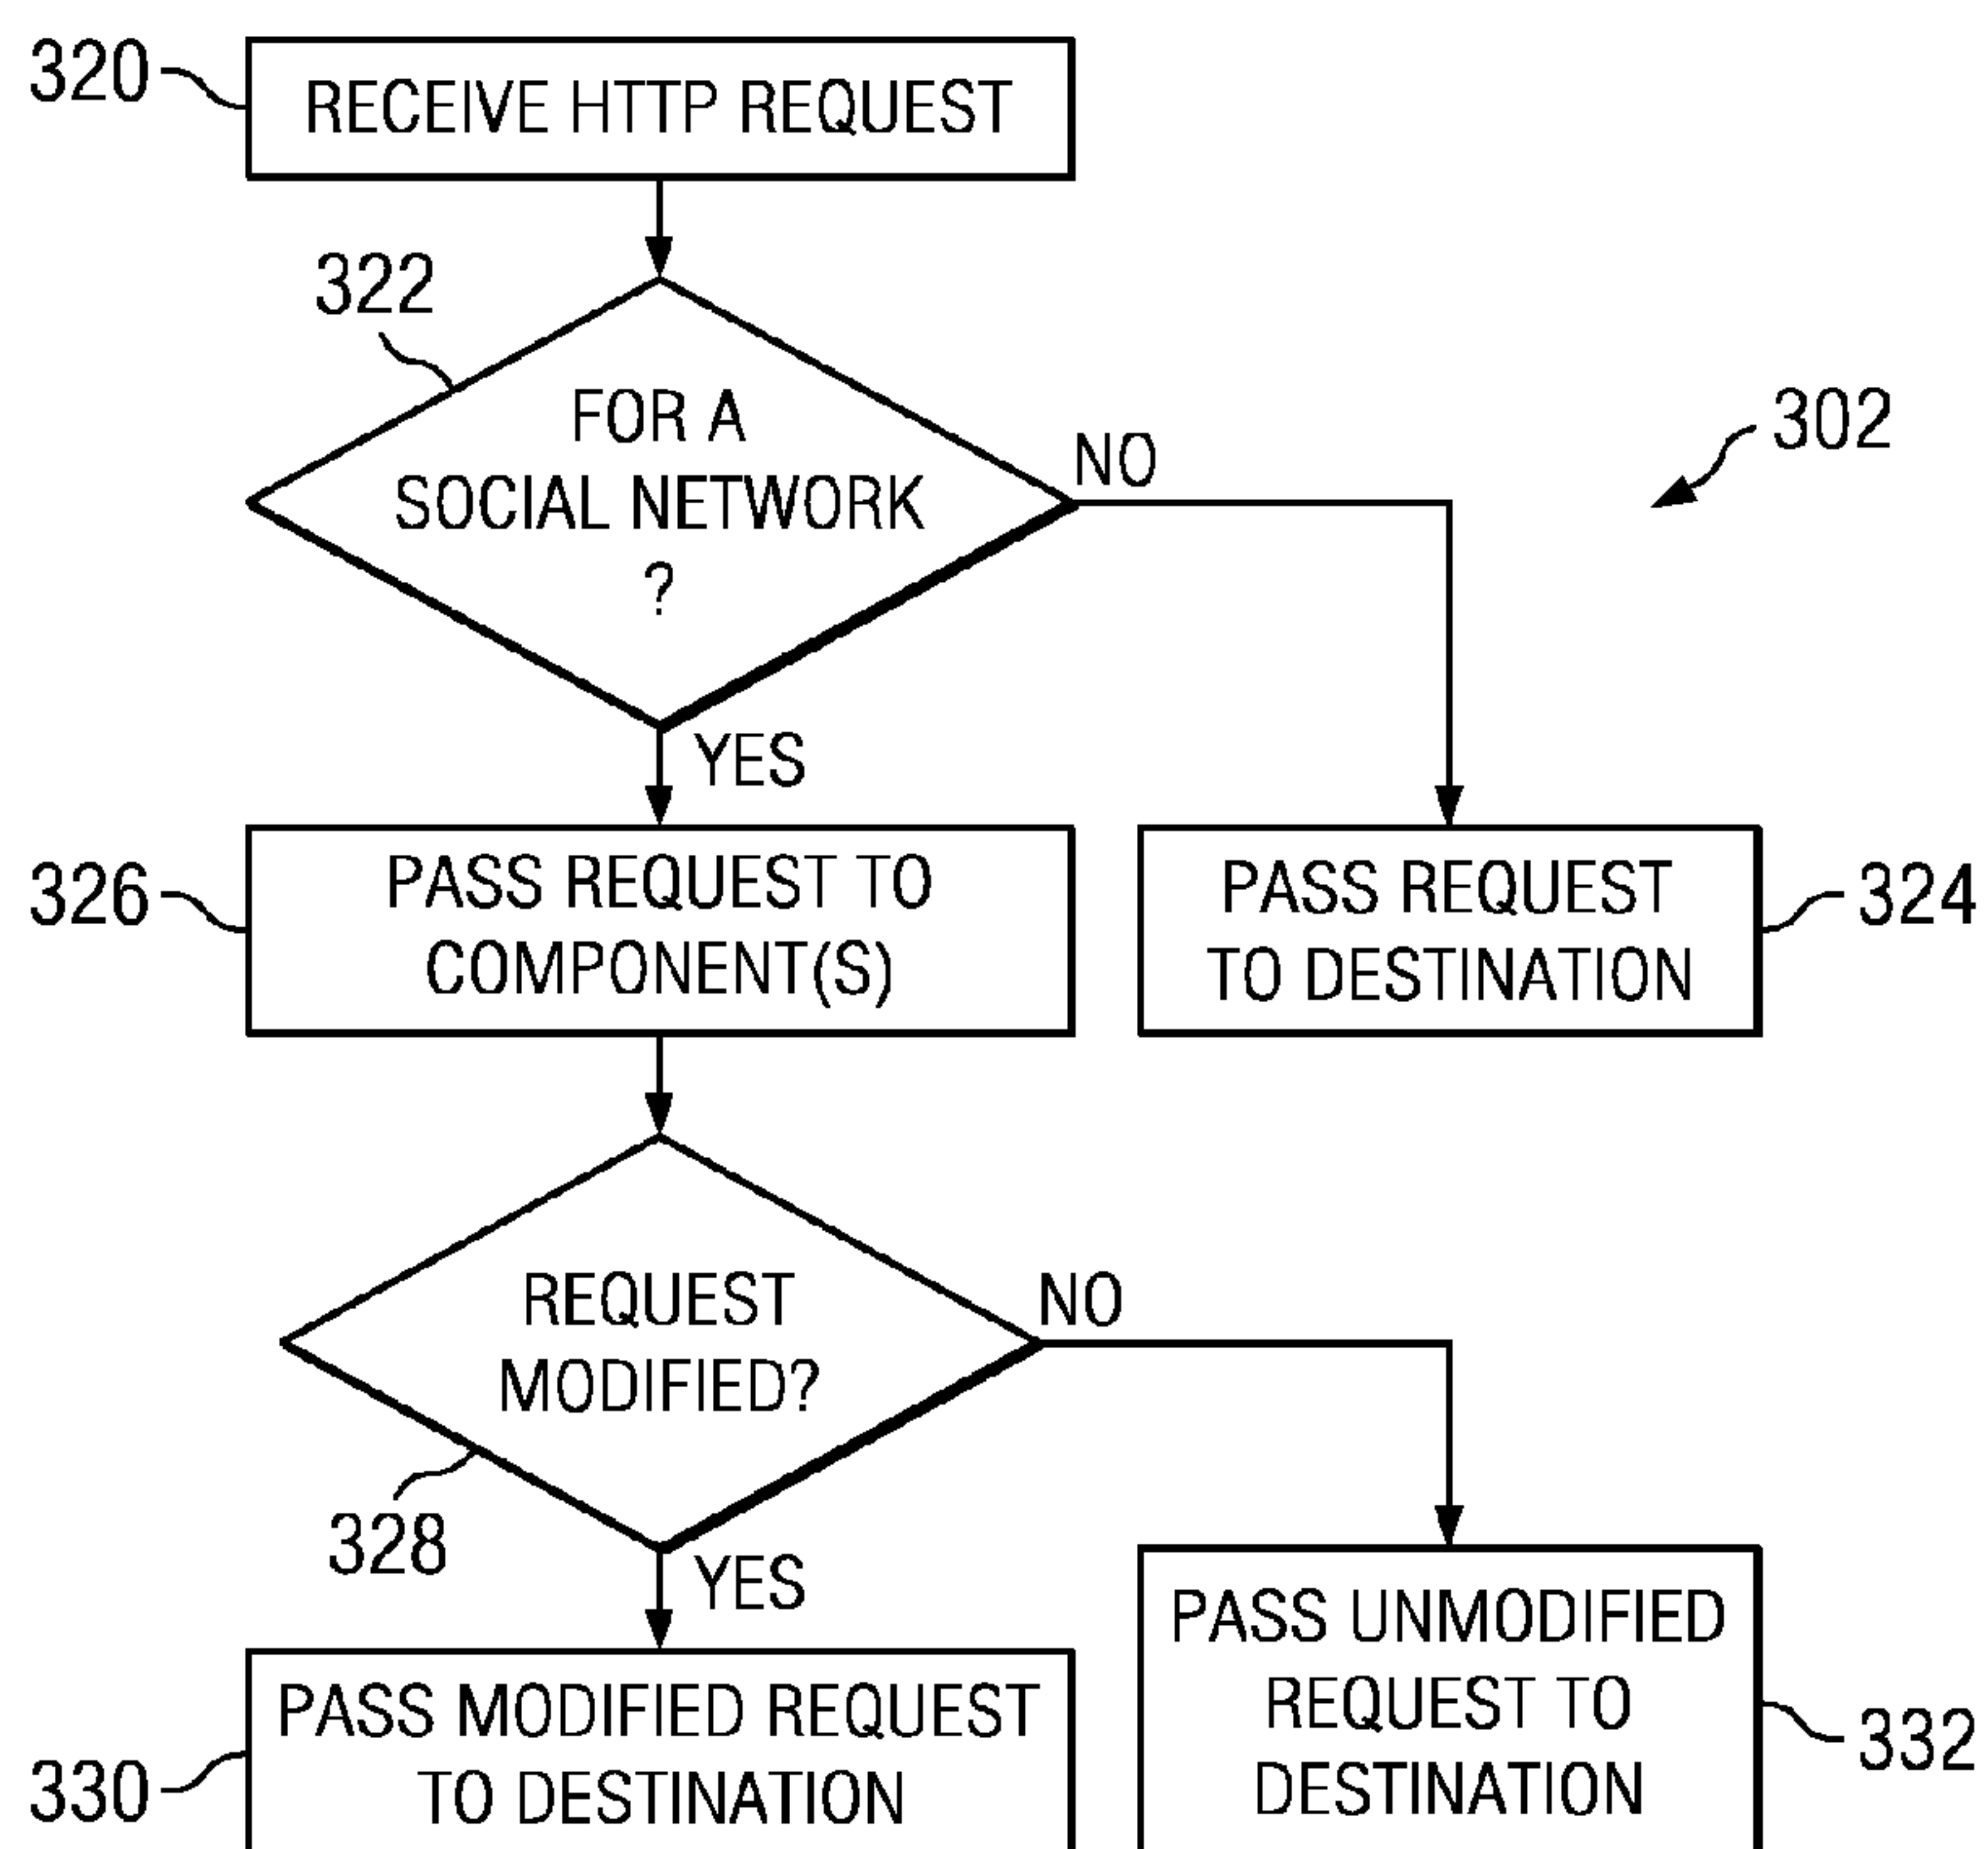 320
RECEIVE HTTP REQUEST
322
FOR A
SOCIAL NETWORK
?
NO
302
YES
326
PASS REQUEST TO
COMPONENT(S)
PASS REQUEST
TO DESTINATION
324
REQUEST
MODIFIED?
NO
328
YES
330
PASS MODIFIED REQUEST
TO DESTINATION
PASS UNMODIFIED
REQUEST TO
DESTINATION
332